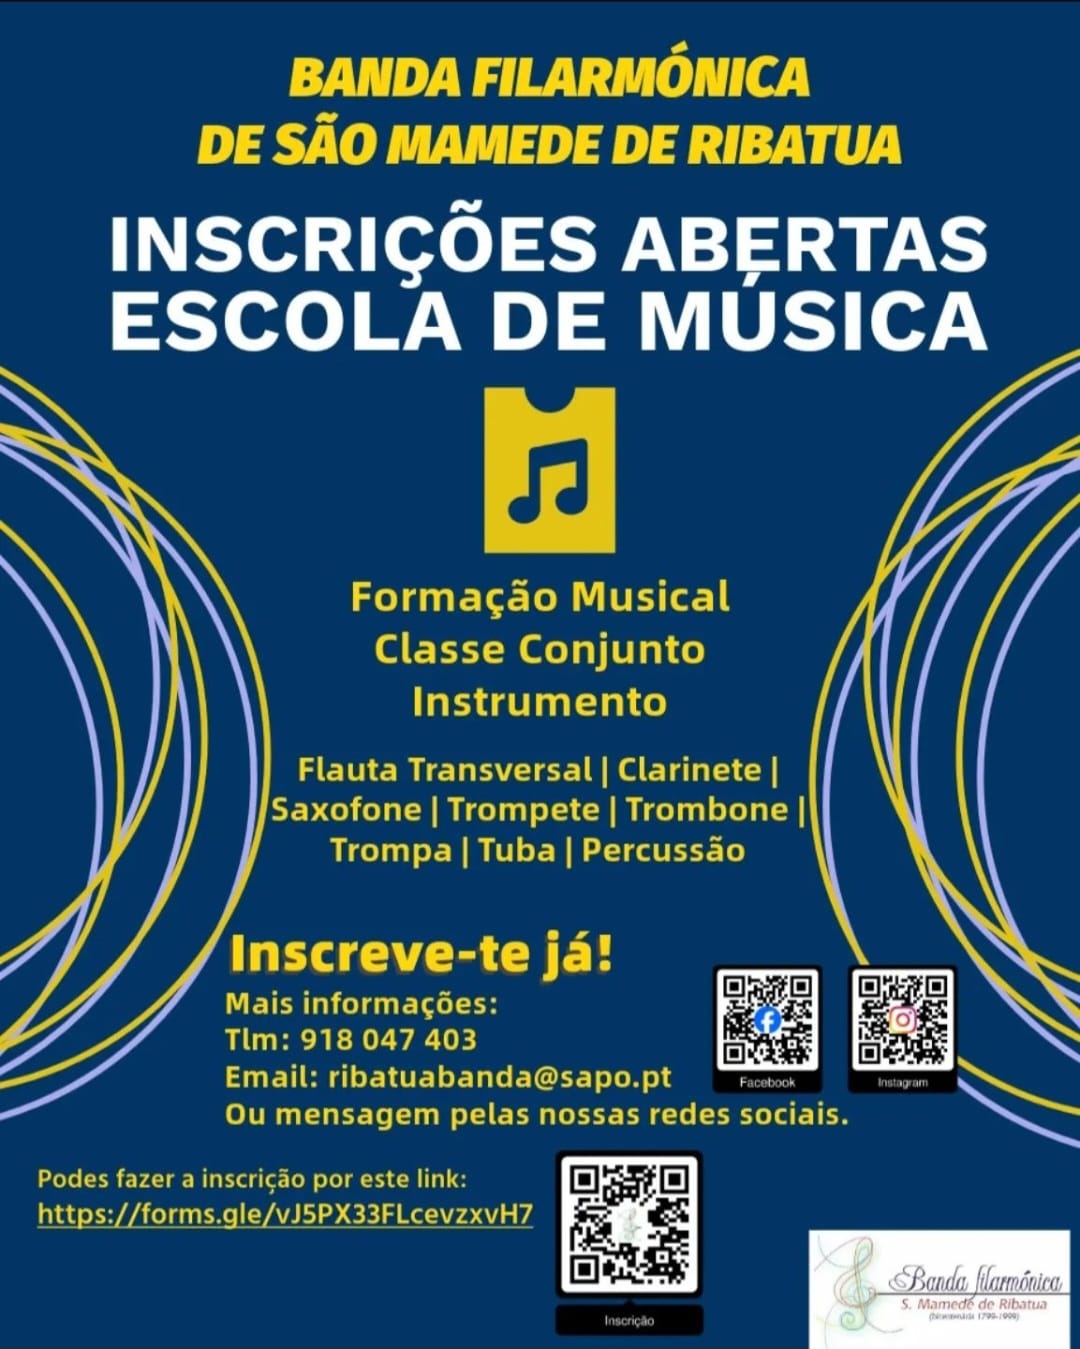 BANDA FILARMÓNICA
DE SÃO MAMEDE DE RIBATUA
INSCRIÇÕES ABERTAS
ESCOLA DE MÚSICA
Formação Musical
Classe Conjunto
Instrumento
Flauta Transversal | Clarinete |
Saxofone | Trompete | Trombone |
Trompa | Tuba | Percussão
Inscreve-te já!
Mais informações:
Tlm: 918 047 403
Email: ribatuabanda@sapo.pt
Ou mensagem pelas nossas redes sociais.
Facebook
Instagram
Podes fazer a inscrição por este link:
https://forms.gle/vJ5PX33FLcevzxvH7
Inscrição
Banda filarmónica
S. Mamede de Ribatua
(bicentenária 1799-1999)